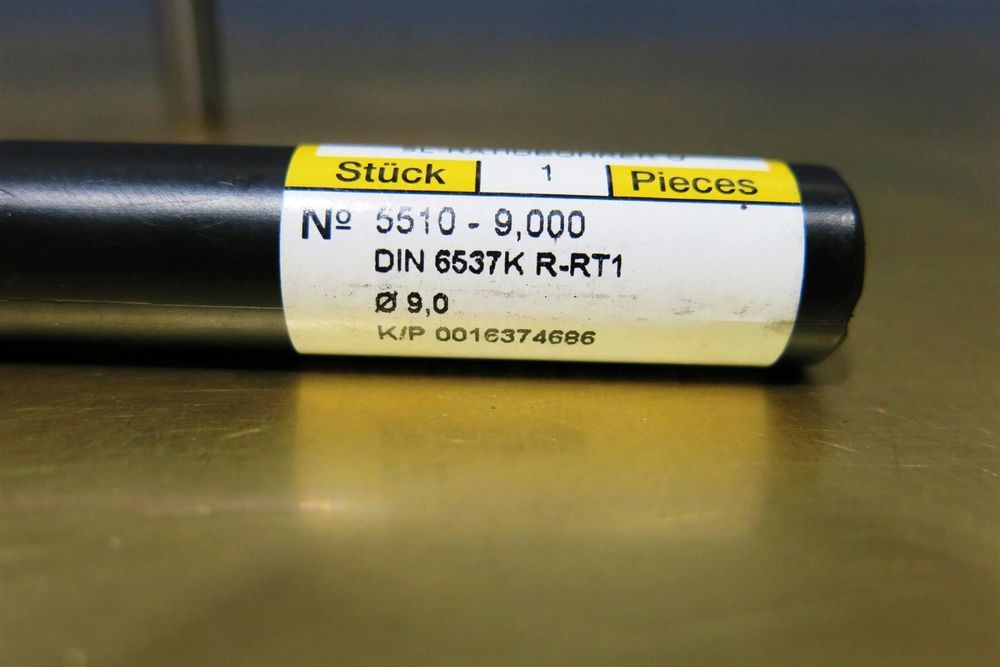 Stück 1 Pieces
Nº 5510 - 9,000
DIN 6537K R-RT1
Ø 9,0
K/P 0016374686